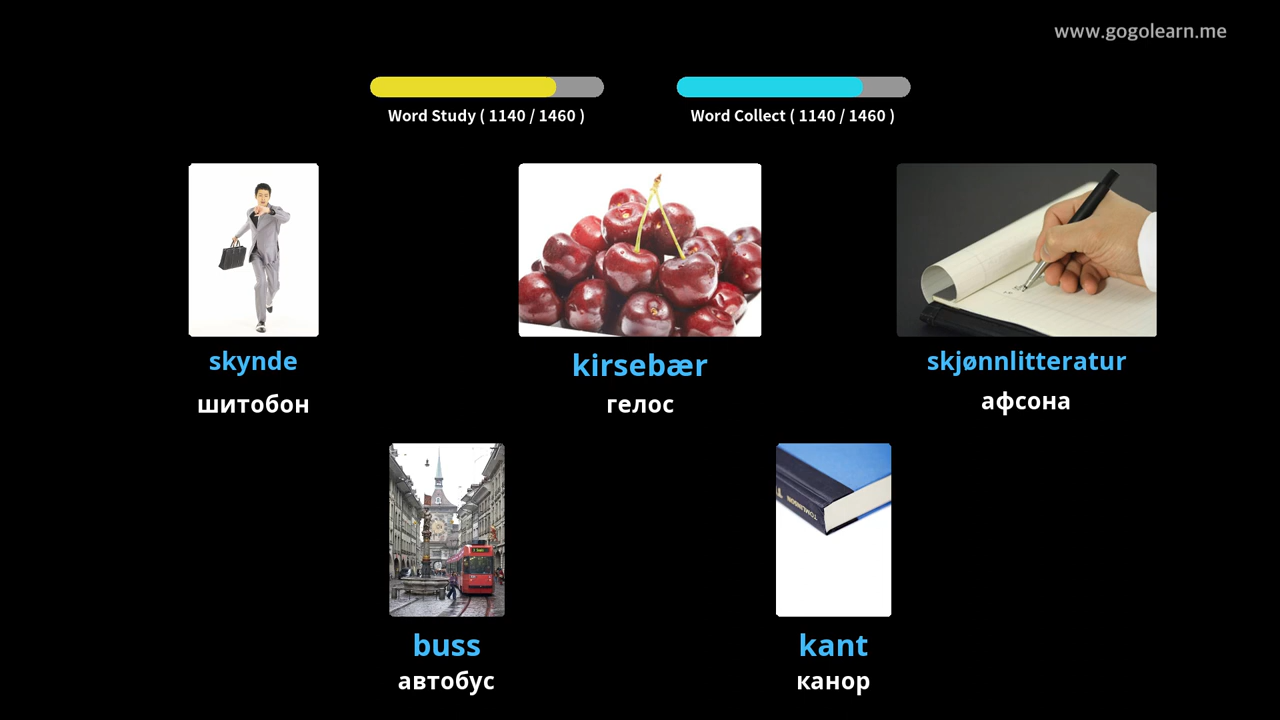 www.gogolearn.me
Word Study ( 1140 / 1460 )
Word Collect ( 1140 / 1460 )
skynde
шитобон
kirsebær
гелос
skjønnlitteratur
афсона
TOMLINSON
buss
автобус
kant
канор